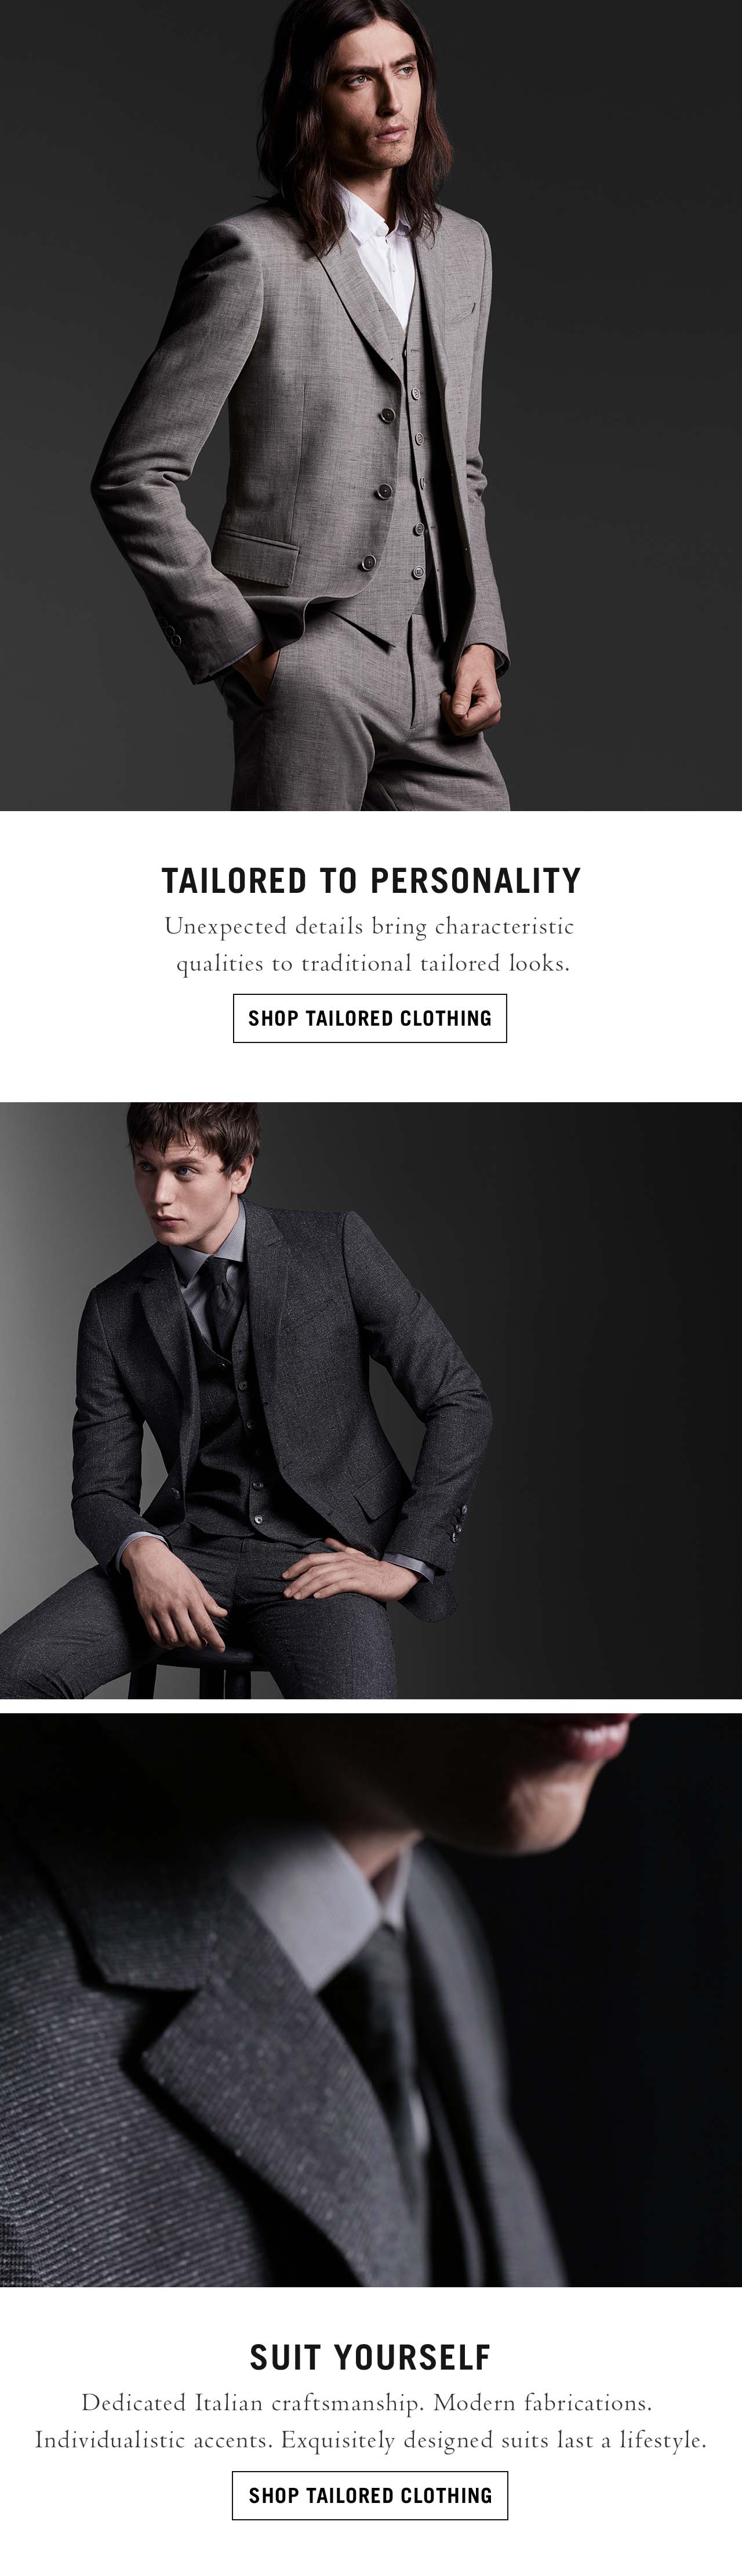 TAILORED TO PERSONALITY
Unexpected details bring characteristic
qualities to traditional tailored looks.
SHOP TAILORED CLOTHING
SUIT YOURSELF
Dedicated Italian craftsmanship. Modern fabrications.
Individualistic accents. Exquisitely designed suits last a lifestyle.
SHOP TAILORED CLOTHING